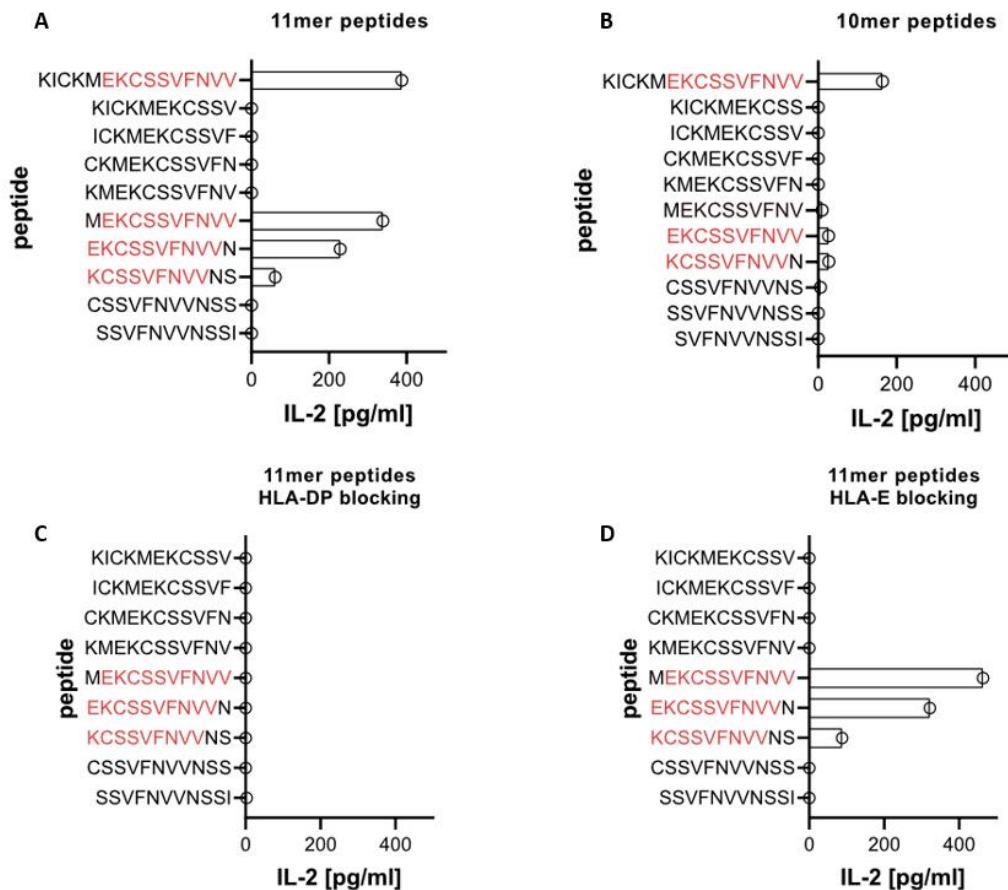 A
11mer peptides
peptide
KICKMEKCSSVFNVV
KICKMEKCSSV
ICKMEKCSSVF
CKMEKCSSVFN
KMEKCSSVFNV
MEKCSSVFNVV
EKCSSVFNVVN
KCSSVFNVVNS
CSSVFNVVNSS
SSVFNVVNSSI
0 200 400
IL-2 [pg/ml]
B
10mer peptides
peptide
KICKMEKCSSVFNVV
KICKMEKCSS
ICKMEKCSSV
CKMEKCSSVF
KMEKCSSVFN
MEKCSSVFNV
EKCSSVFNVV
KCSSVFNVVN
CSSVFNVVNS
SSVFNVVNSS
SVFNVVNSSI
0 200 400
IL-2 [pg/ml]
11mer peptides
HLA-DP blocking
C
peptide
KICKMEKCSSV
ICKMEKCSSVF
CKMEKCSSVFN
KMEKCSSVFNV
MEKCSSVFNVV
EKCSSVFNVVN
KCSSVFNVVNS
CSSVFNVVNSS
SSVFNVVNSSI
0 200 400
IL-2 [pg/ml]
11mer peptides
HLA-E blocking
D
peptide
KICKMEKCSSV
ICKMEKCSSVF
CKMEKCSSVFN
KMEKCSSVFNV
MEKCSSVFNVV
EKCSSVFNVVN
KCSSVFNVVNS
CSSVFNVVNSS
SSVFNVVNSSI
0 200 400
IL-2 [pg/ml]